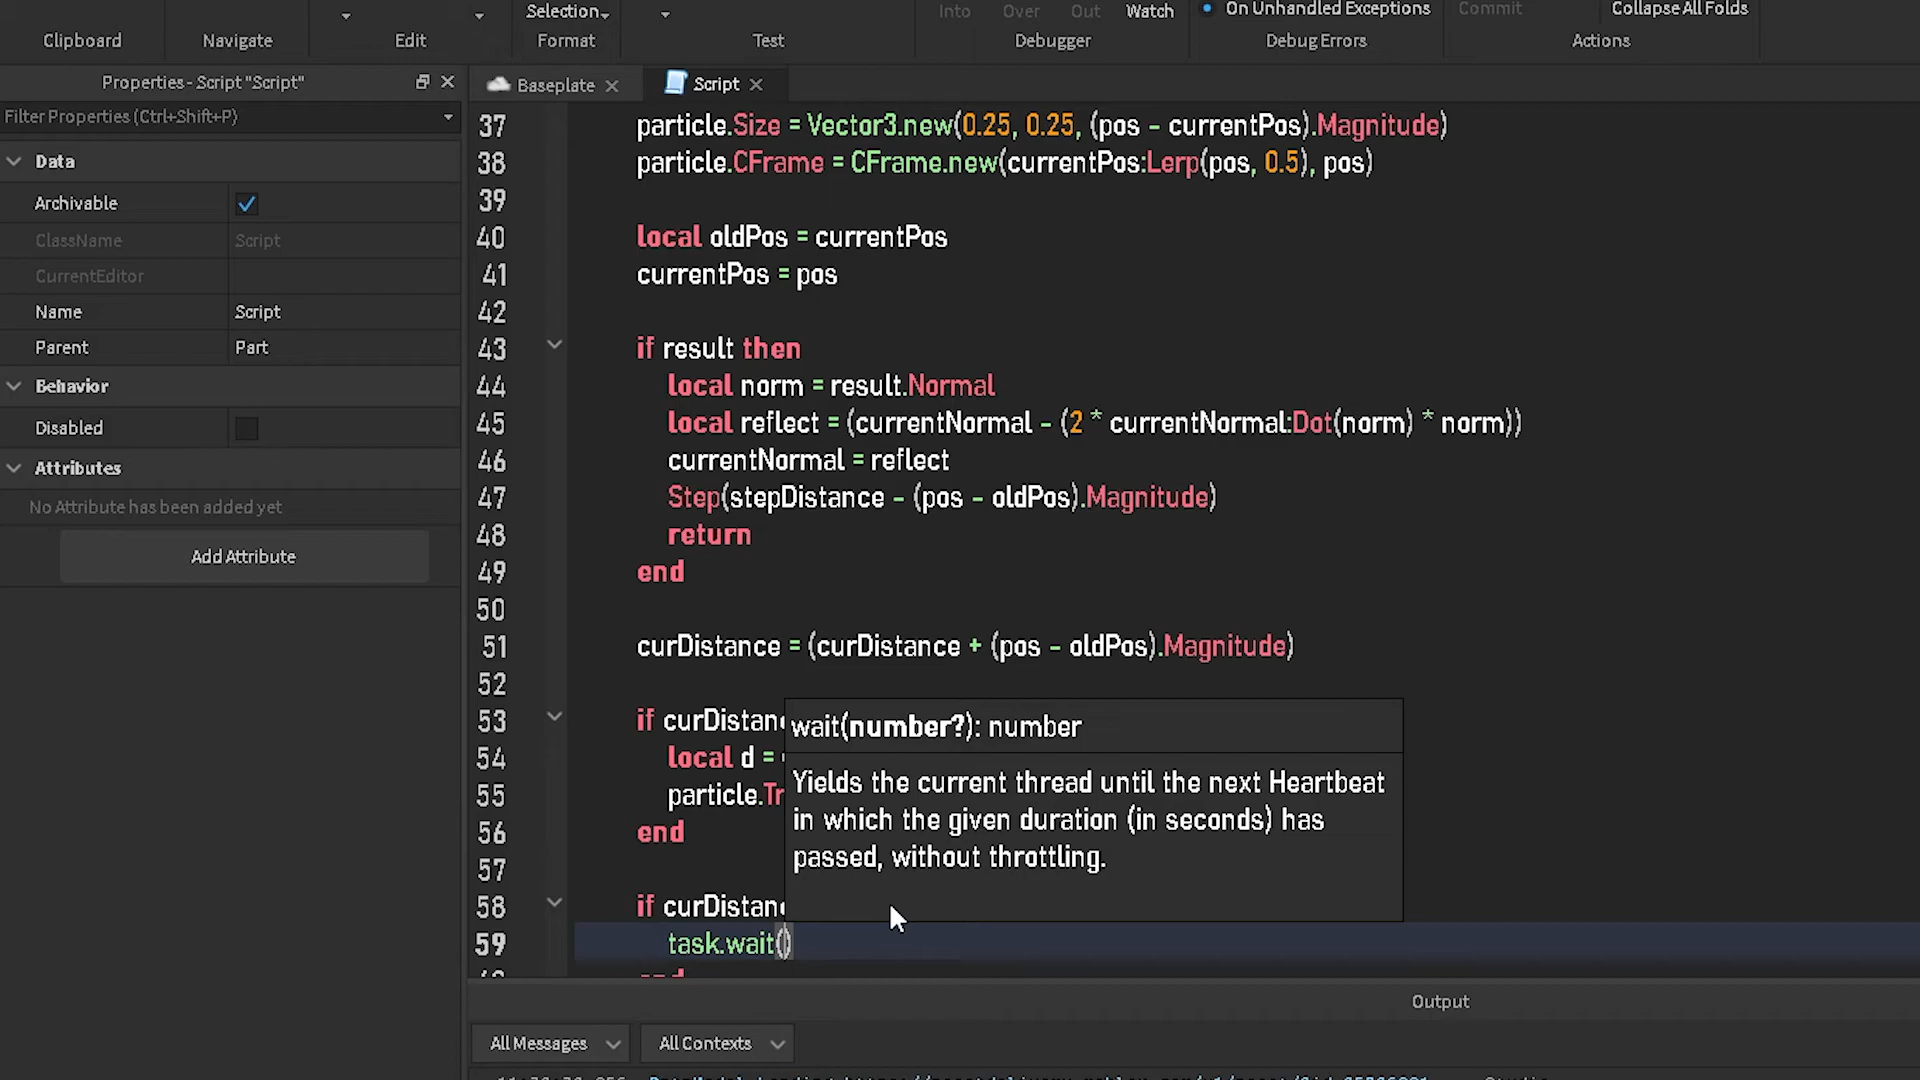 Selection
Into Over Out Watch
On Unhandled Exceptions
Commit
Collapse All Folds
Clipboard
Navigate
Edit
Format
Test
Debugger
Debug Errors
Actions
Properties - Script "Script"
Filter Properties (Ctrl+Shift+P)
Data
Archivable
ClassName Script
CurrentEditor
Name Script
Parent Part
Behavior
Disabled
Attributes
No Attribute has been added yet
Add Attribute
Baseplate
Script
37 particle.Size = Vector3.new(0.25, 0.25, (pos - currentPos).Magnitude)
38 particle.CFrame = CFrame.new(currentPos:Lerp(pos, 0.5), pos)
39
40 local oldPos = currentPos
41 currentPos = pos
42
43 if result then
44 local norm = result.Normal
45 local reflect = (currentNormal - (2 * currentNormal:Dot(norm) * norm))
46 currentNormal = reflect
47 Step(stepDistance - (pos - oldPos).Magnitude)
48 return
49 end
50
51 curDistance = (curDistance + (pos - oldPos).Magnitude)
52
53 if curDistanc
54 local d =
55 particle.Tr
56 end
57
58 if curDistanc
59 task.wait()
wait(number?): number
Yields the current thread until the next Heartbeat
in which the given duration (in seconds) has
passed, without throttling.
Output
All Messages
All Contexts